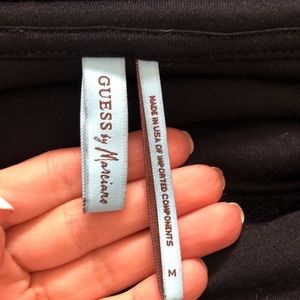 GUESS by Marciano
MADE IN USA OF IMPORTED COMPONENTS
M